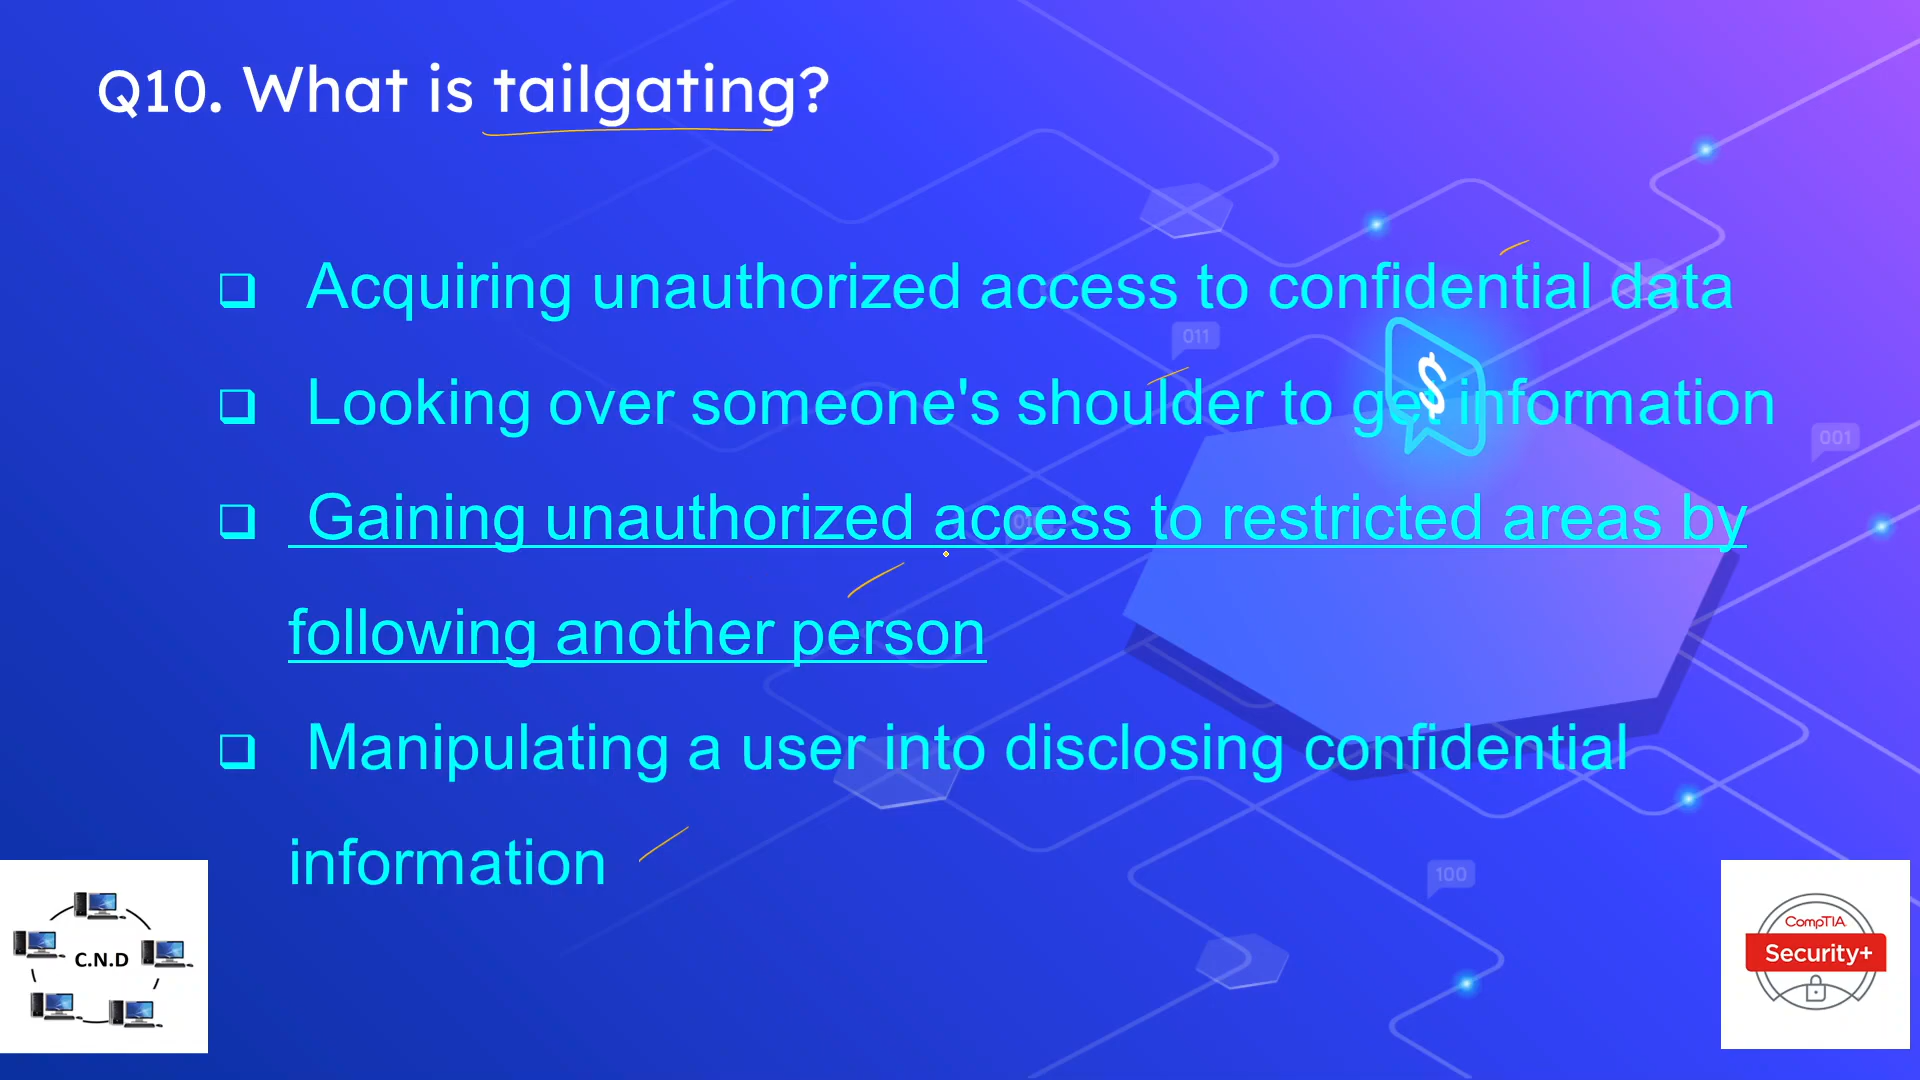 Q10. What is tailgating?
❑ Acquiring unauthorized access to confidential data
011
❑ Looking over someone's shoulder to get information
$
001
❑ Gaining unauthorized access to restricted areas by
following another person
❑ Manipulating a user into disclosing confidential
information
100
C.N.D
CompTIA
Security+